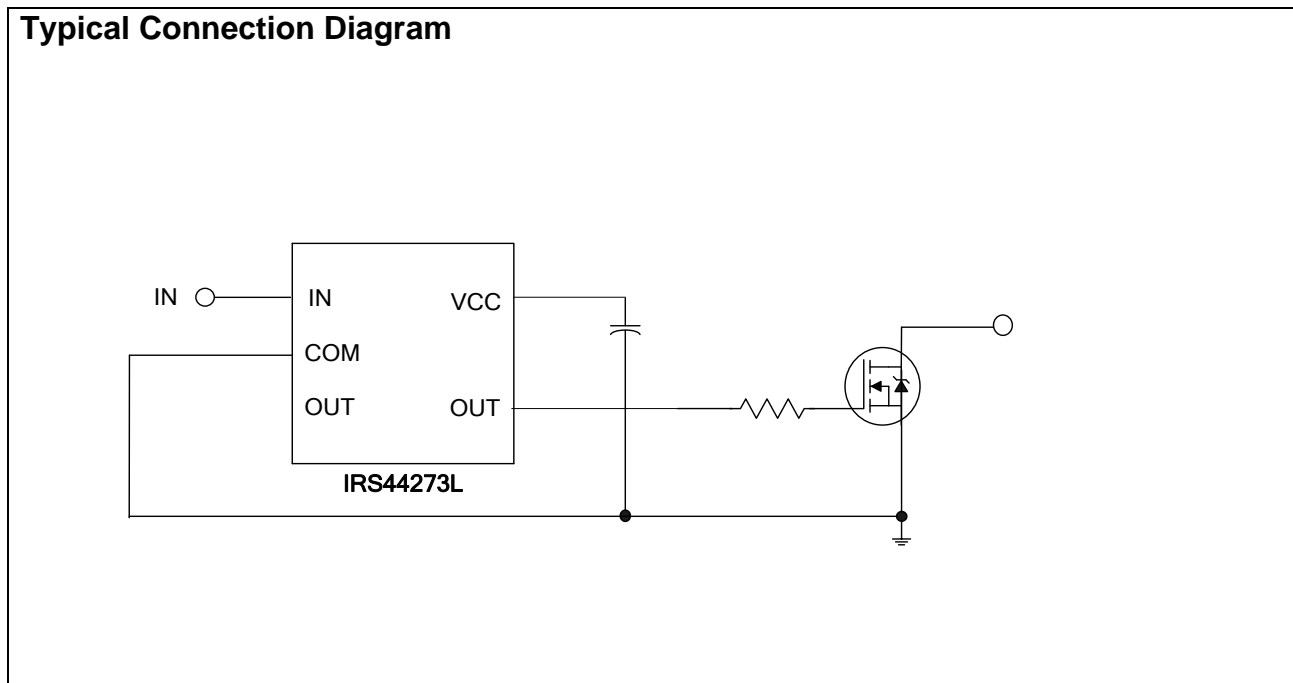 Typical Connection Diagram
IN
IN
VCC
COM
OUT
OUT
IRS44273L